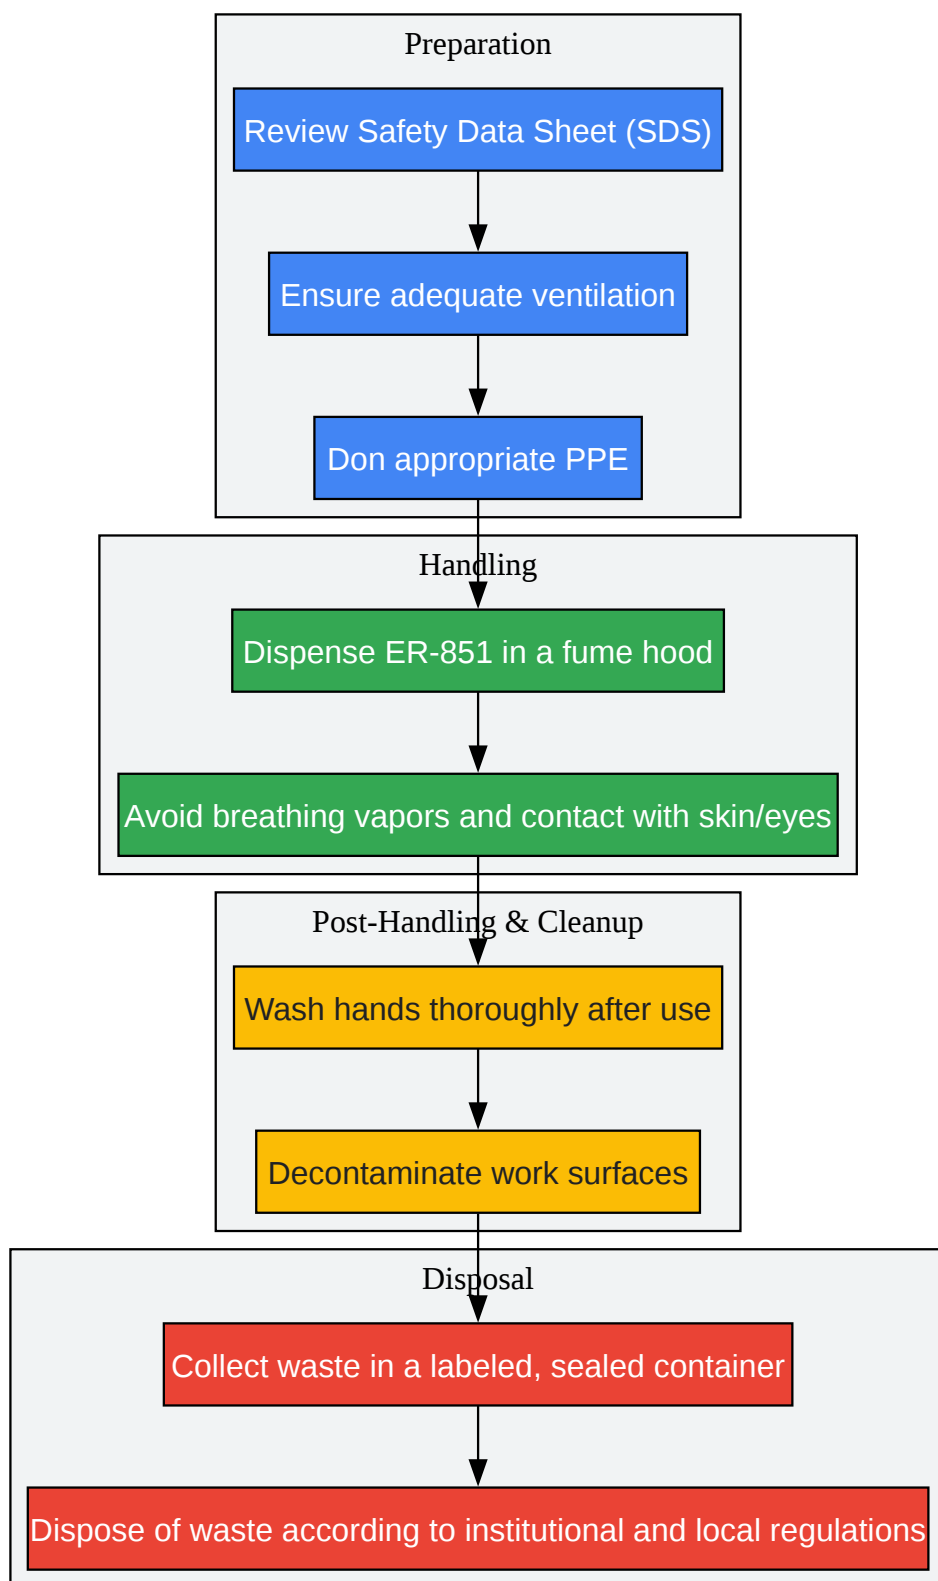 Preparation
Review Safety Data Sheet (SDS)
Ensure adequate ventilation
Don appropriate PPE
Handling
Dispense ER-851 in a fume hood
Avoid breathing vapors and contact with skin/eyes
Post-Handling & Cleanup
Wash hands thoroughly after use
Decontaminate work surfaces
Disposal
Collect waste in a labeled, sealed container
Dispose of waste according to institutional and local regulations